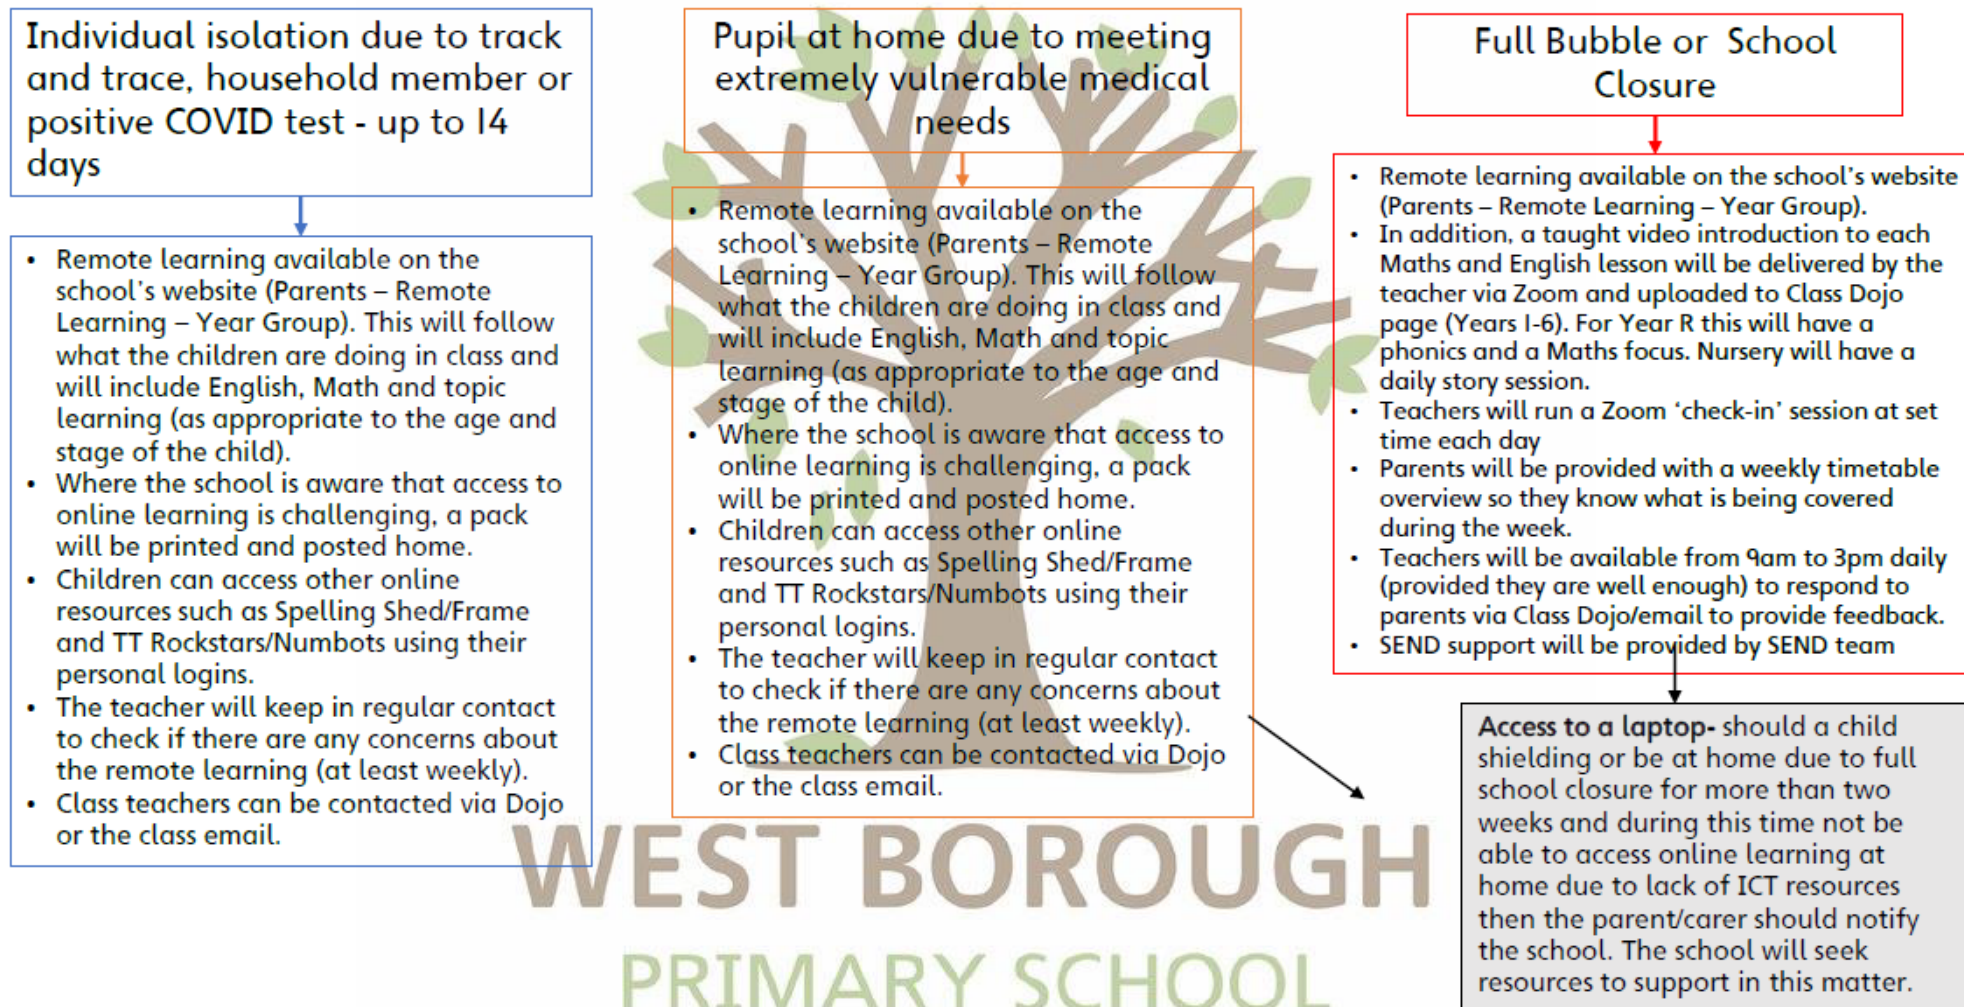 Individual isolation due to track
and trace, household member or
positive COVID test - up to 14
days
• Remote learning available on the
school's website (Parents – Remote
Learning – Year Group). This will follow
what the children are doing in class and
will include English, Math and topic
learning (as appropriate to the age and
stage of the child).
• Where the school is aware that access to
online learning is challenging, a pack
will be printed and posted home.
• Children can access other online
resources such as Spelling Shed/Frame
and TT Rockstars/Numbots using their
personal logins.
• The teacher will keep in regular contact
to check if there are any concerns about
the remote learning (at least weekly).
• Class teachers can be contacted via Dojo
or the class email.
Pupil at home due to meeting
extremely vulnerable medical
needs
• Remote learning available on the
school's website (Parents – Remote
Learning – Year Group). This will follow
what the children are doing in class and
will include English, Math and topic
learning (as appropriate to the age and
stage of the child).
• Where the school is aware that access to
online learning is challenging, a pack
will be printed and posted home.
• Children can access other online
resources such as Spelling Shed/Frame
and TT Rockstars/Numbots using their
personal logins.
• The teacher will keep in regular contact
to check if there are any concerns about
the remote learning (at least weekly).
• Class teachers can be contacted via Dojo
or the class email.
Full Bubble or School
Closure
• Remote learning available on the school's website
(Parents – Remote Learning – Year Group).
• In addition, a taught video introduction to each
Maths and English lesson will be delivered by the
teacher via Zoom and uploaded to Class Dojo
page (Years 1-6). For Year R this will have a
phonics and a Maths focus. Nursery will have a
daily story session.
• Teachers will run a Zoom 'check-in' session at set
time each day
• Parents will be provided with a weekly timetable
overview so they know what is being covered
during the week.
• Teachers will be available from 9am to 3pm daily
(provided they are well enough) to respond to
parents via Class Dojo/email to provide feedback.
• SEND support will be provided by SEND team
Access to a laptop- should a child
shielding or be at home due to full
school closure for more than two
weeks and during this time not be
able to access online learning at
home due to lack of ICT resources
then the parent/carer should notify
the school. The school will seek
resources to support in this matter.
WEST BOROUGH
PRIMARY SCHOOL